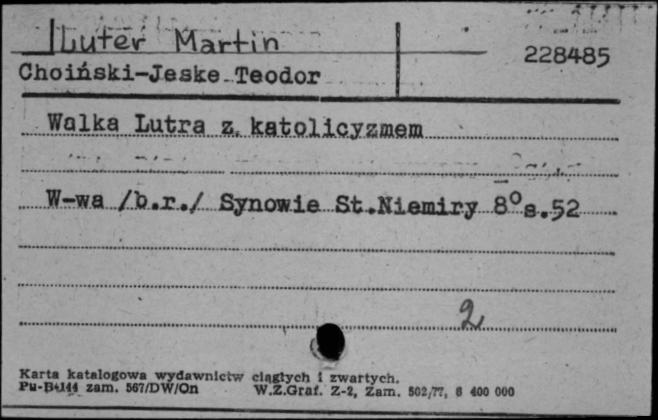 Luter Martin
228485
Choiński-Jeske Teodor
Walka Lutra z katolicyzmem
W-wa /b.r./ Synowie St.Niemiry 8° s.52
2
Karta katalogowa wydawnictw ciągłych i zwartych.
Pu-B4144 zam. 567/DW/On W.Z.Graf. Z-2, Zam. 502/77, 6 400 000